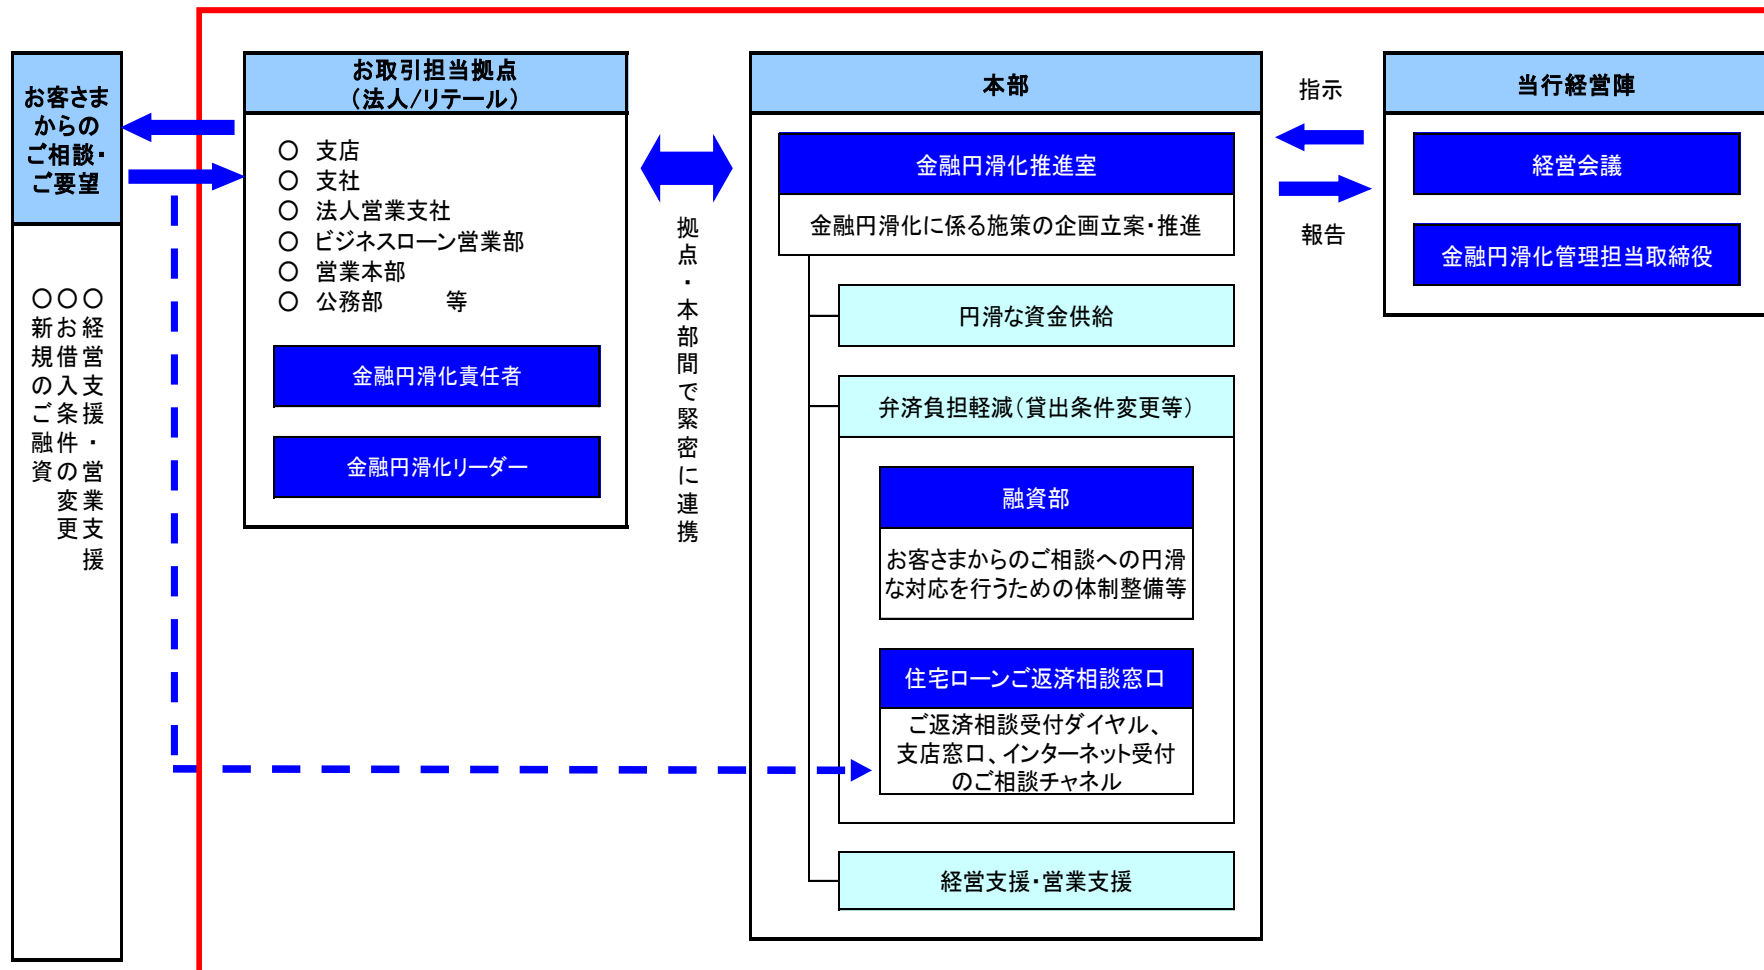 お客さま
からの
ご相談・
ご要望
○経営支援・営業支援
○お借入条件の変更
○新規のご融資
お取引担当拠点
（法人/リテール）
○ 支店
○ 支社
○ 法人営業支社
○ ビジネスローン営業部
○ 営業本部
○ 公務部 等
金融円滑化責任者
金融円滑化リーダー
拠点・本部間で緊密に連携
本部
金融円滑化推進室
金融円滑化に係る施策の企画立案・推進
円滑な資金供給
弁済負担軽減（貸出条件変更等）
融資部
お客さまからのご相談への円滑
な対応を行うための体制整備等
住宅ローンご返済相談窓口
ご返済相談受付ダイヤル、
支店窓口、インターネット受付
のご相談チャネル
経営支援・営業支援
指示
報告
当行経営陣
経営会議
金融円滑化管理担当取締役